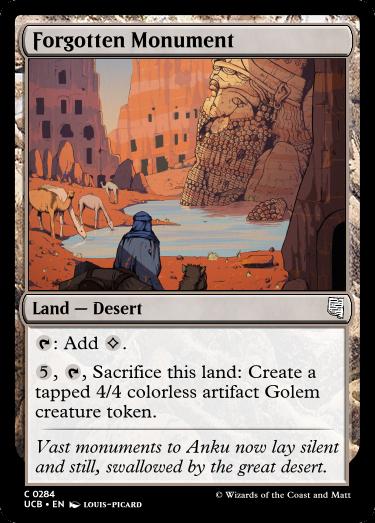 Forgotten Monument
Land — Desert
: Add .
5, , Sacrifice this land: Create a
tapped 4/4 colorless artifact Golem
creature token.
Vast monuments to Anku now lay silent
and still, swallowed by the great desert.
C 0284
UCB • EN LOUIS-PICARD
© Wizards of the Coast and Matt